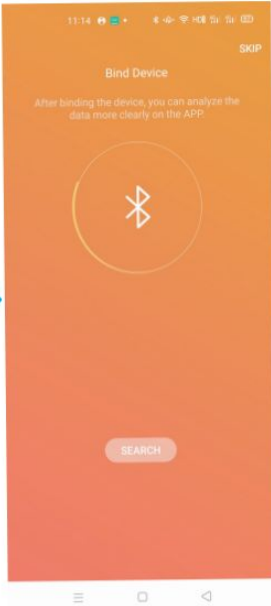 11:14
SKIP
Bind Device
After binding the device, you can analyze the
data more clearly on the APP.
SEARCH